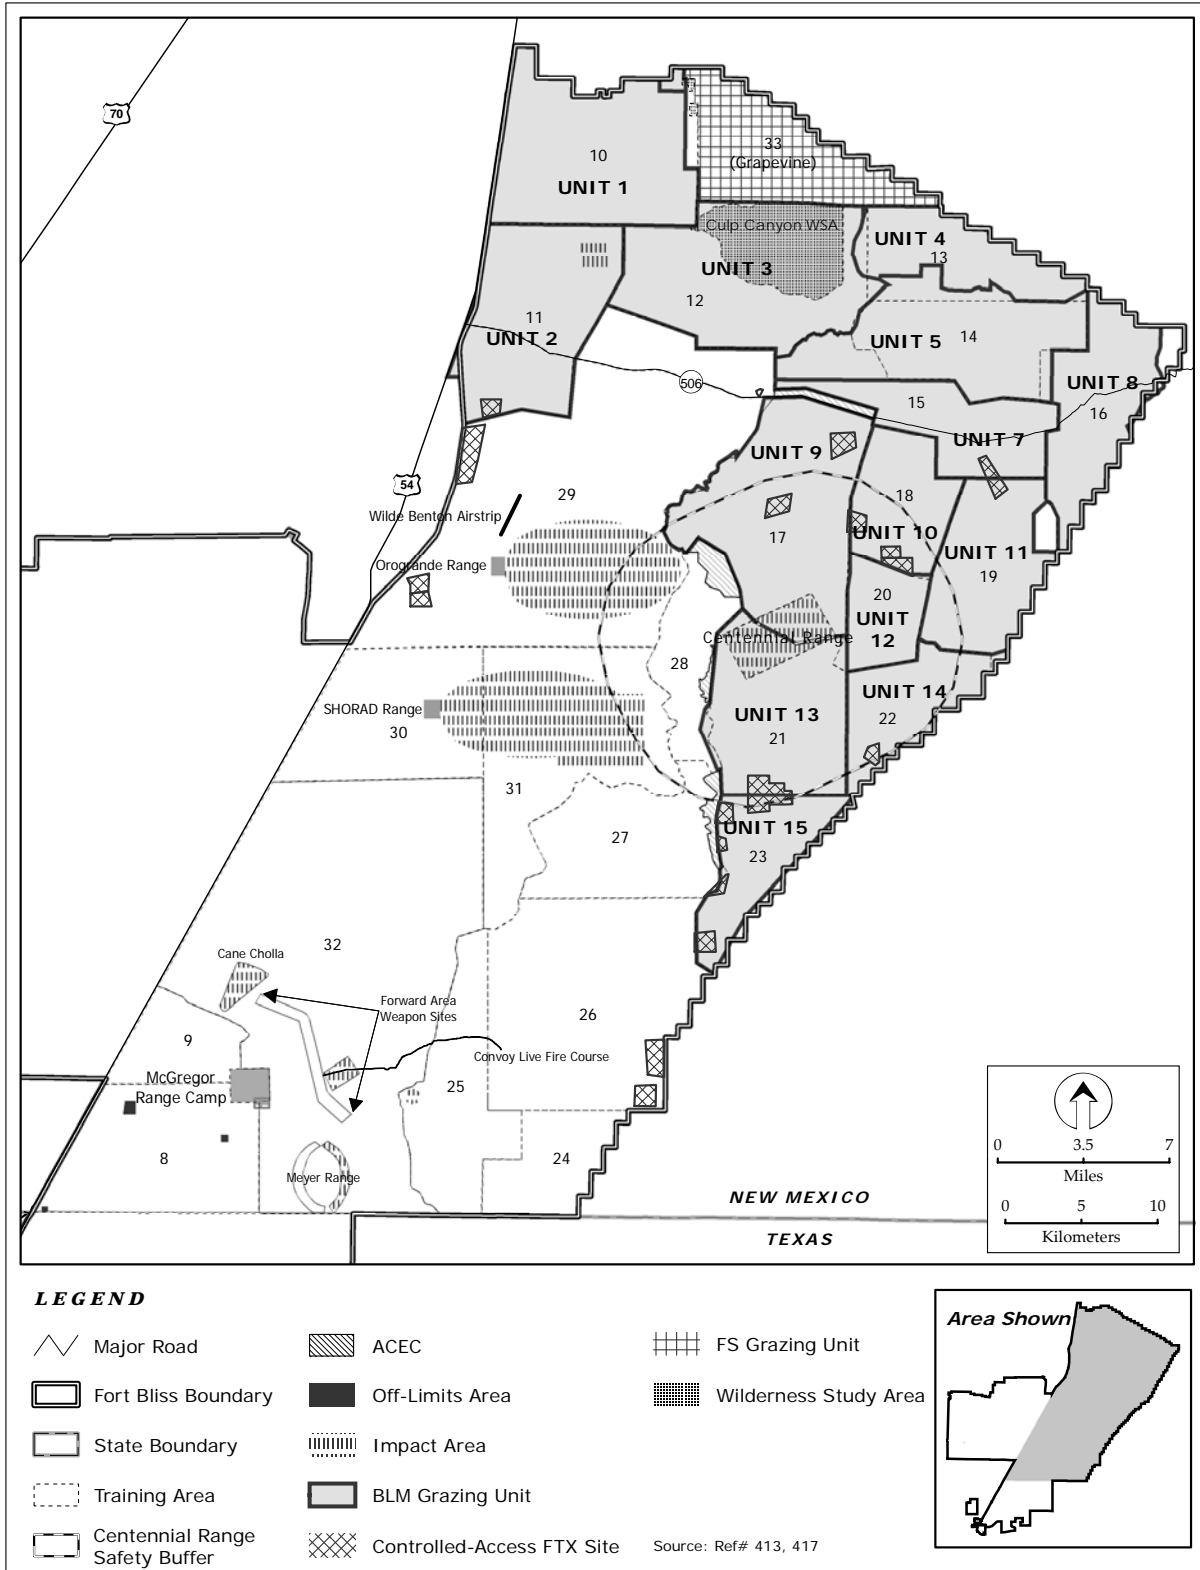 70
33
(Grapevine)
10
UNIT 1
Culp Canyon WSA
UNIT 4
13
UNIT 3
12
11
UNIT 2
UNIT 5
14
506
UNIT 8
16
15
UNIT 7
UNIT 9
54
29
Wilde Benton Airstrip
18
17
UNIT 10
UNIT 11
19
Orogrande Range
20
UNIT
12
Centennial Range
28
UNIT 14
22
SHORAD Range
30
UNIT 13
21
31
27
UNIT 15
23
32
Cane Cholla
Forward Area
Weapon Sites
26
9
Convoy Live Fire Course
McGregor
Range Camp
25
8
Meyer Range
24
NEW MEXICO
TEXAS
0 3.5 7
Miles
0 5 10
Kilometers
LEGEND
Major Road
Fort Bliss Boundary
State Boundary
Training Area
Centennial Range
Safety Buffer
ACEC
Off-Limits Area
Impact Area
BLM Grazing Unit
Controlled-Access FTX Site
FS Grazing Unit
Wilderness Study Area
Source: Ref# 413, 417
Area Shown